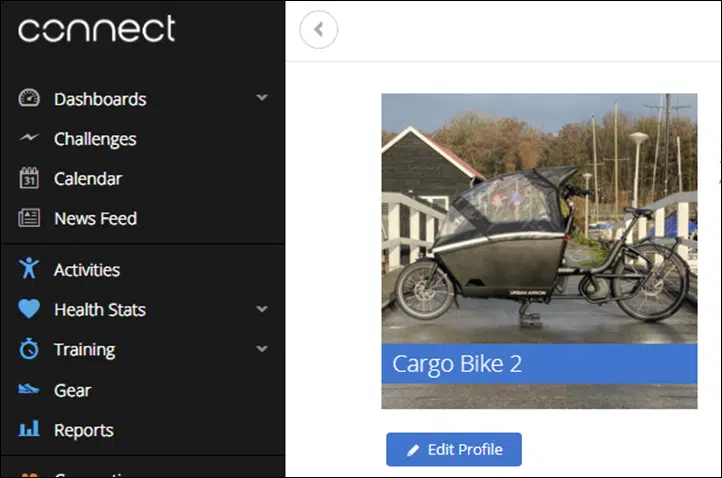 connect
Dashboards
Challenges
31
Calendar
News Feed
Activities
Health Stats
Training
Gear
Reports
URBAN ARROW
Cargo Bike 2
Edit Profile